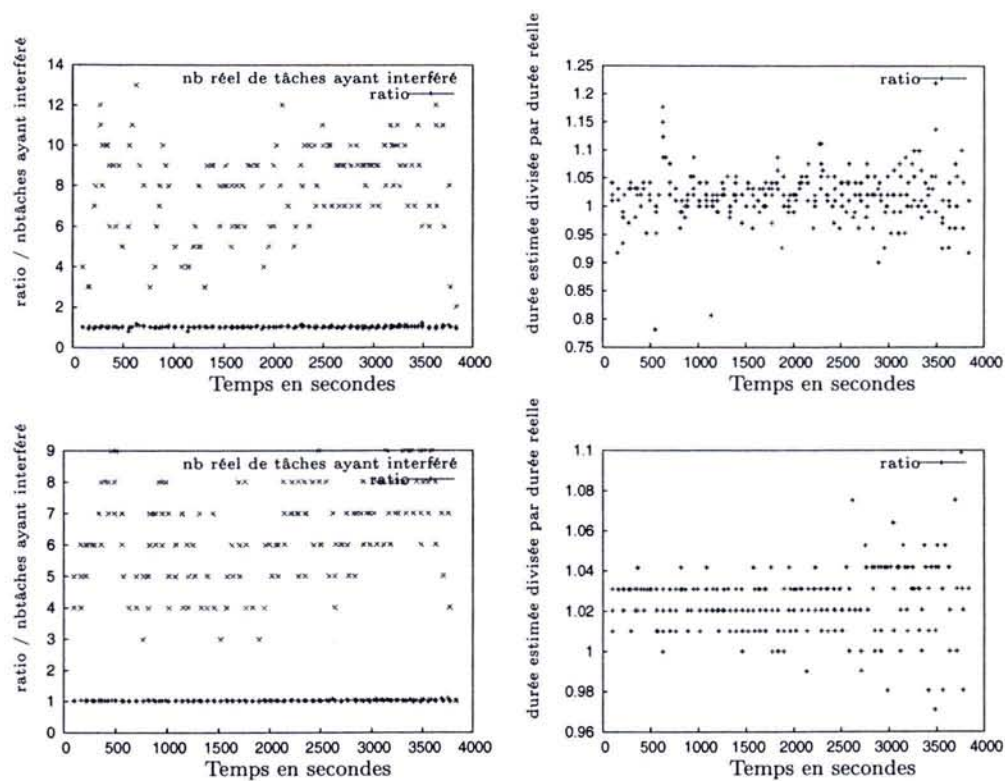 ratio / nbtâches ayant interféré
14
12
10
8
6
4
2
0
nb réel de tâches ayant interféré
ratio
0 500 1000 1500 2000 2500 3000 3500 4000
Temps en secondes
durée estimée divisée par durée réelle
1.25
1.2
1.15
1.1
1.05
1
0.95
0.9
0.85
0.8
0.75
ratio
0 500 1000 1500 2000 2500 3000 3500 4000
Temps en secondes
ratio / nbtâches ayant interféré
9
8
7
6
5
4
3
2
1
0
nb réel de tâches ayant interféré
ratio
0 500 1000 1500 2000 2500 3000 3500 4000
Temps en secondes
durée estimée divisée par durée réelle
1.1
1.08
1.06
1.04
1.02
1
0.98
0.96
ratio
0 500 1000 1500 2000 2500 3000 3500 4000
Temps en secondes